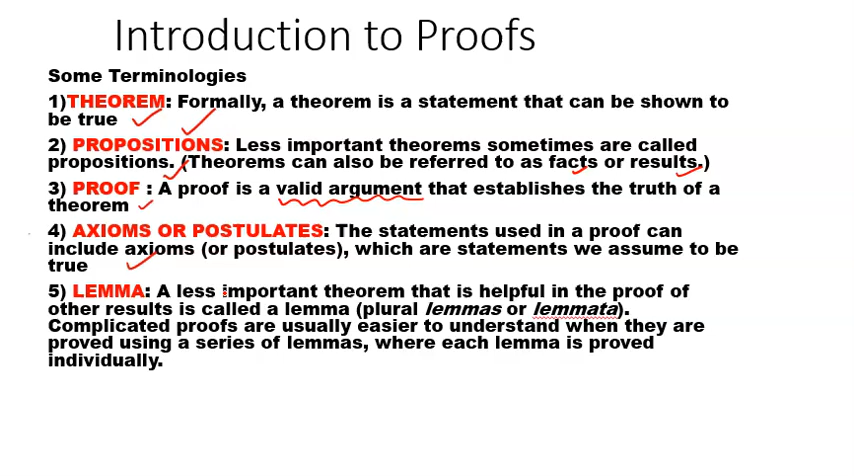 Introduction to Proofs
Some Terminologies
1)THEOREM: Formally, a theorem is a statement that can be shown to
be true
2) PROPOSITIONS: Less important theorems sometimes are called
propositions. (Theorems can also be referred to as facts or results.)
3) PROOF : A proof is a valid argument that establishes the truth of a
theorem
4) AXIOMS OR POSTULATES: The statements used in a proof can
include axioms (or postulates), which are statements we assume to be
true
5) LEMMA: A less important theorem that is helpful in the proof of
other results is called a lemma (plural lemmas or lemmata).
Complicated proofs are usually easier to understand when they are
proved using a series of lemmas, where each lemma is proved
individually.